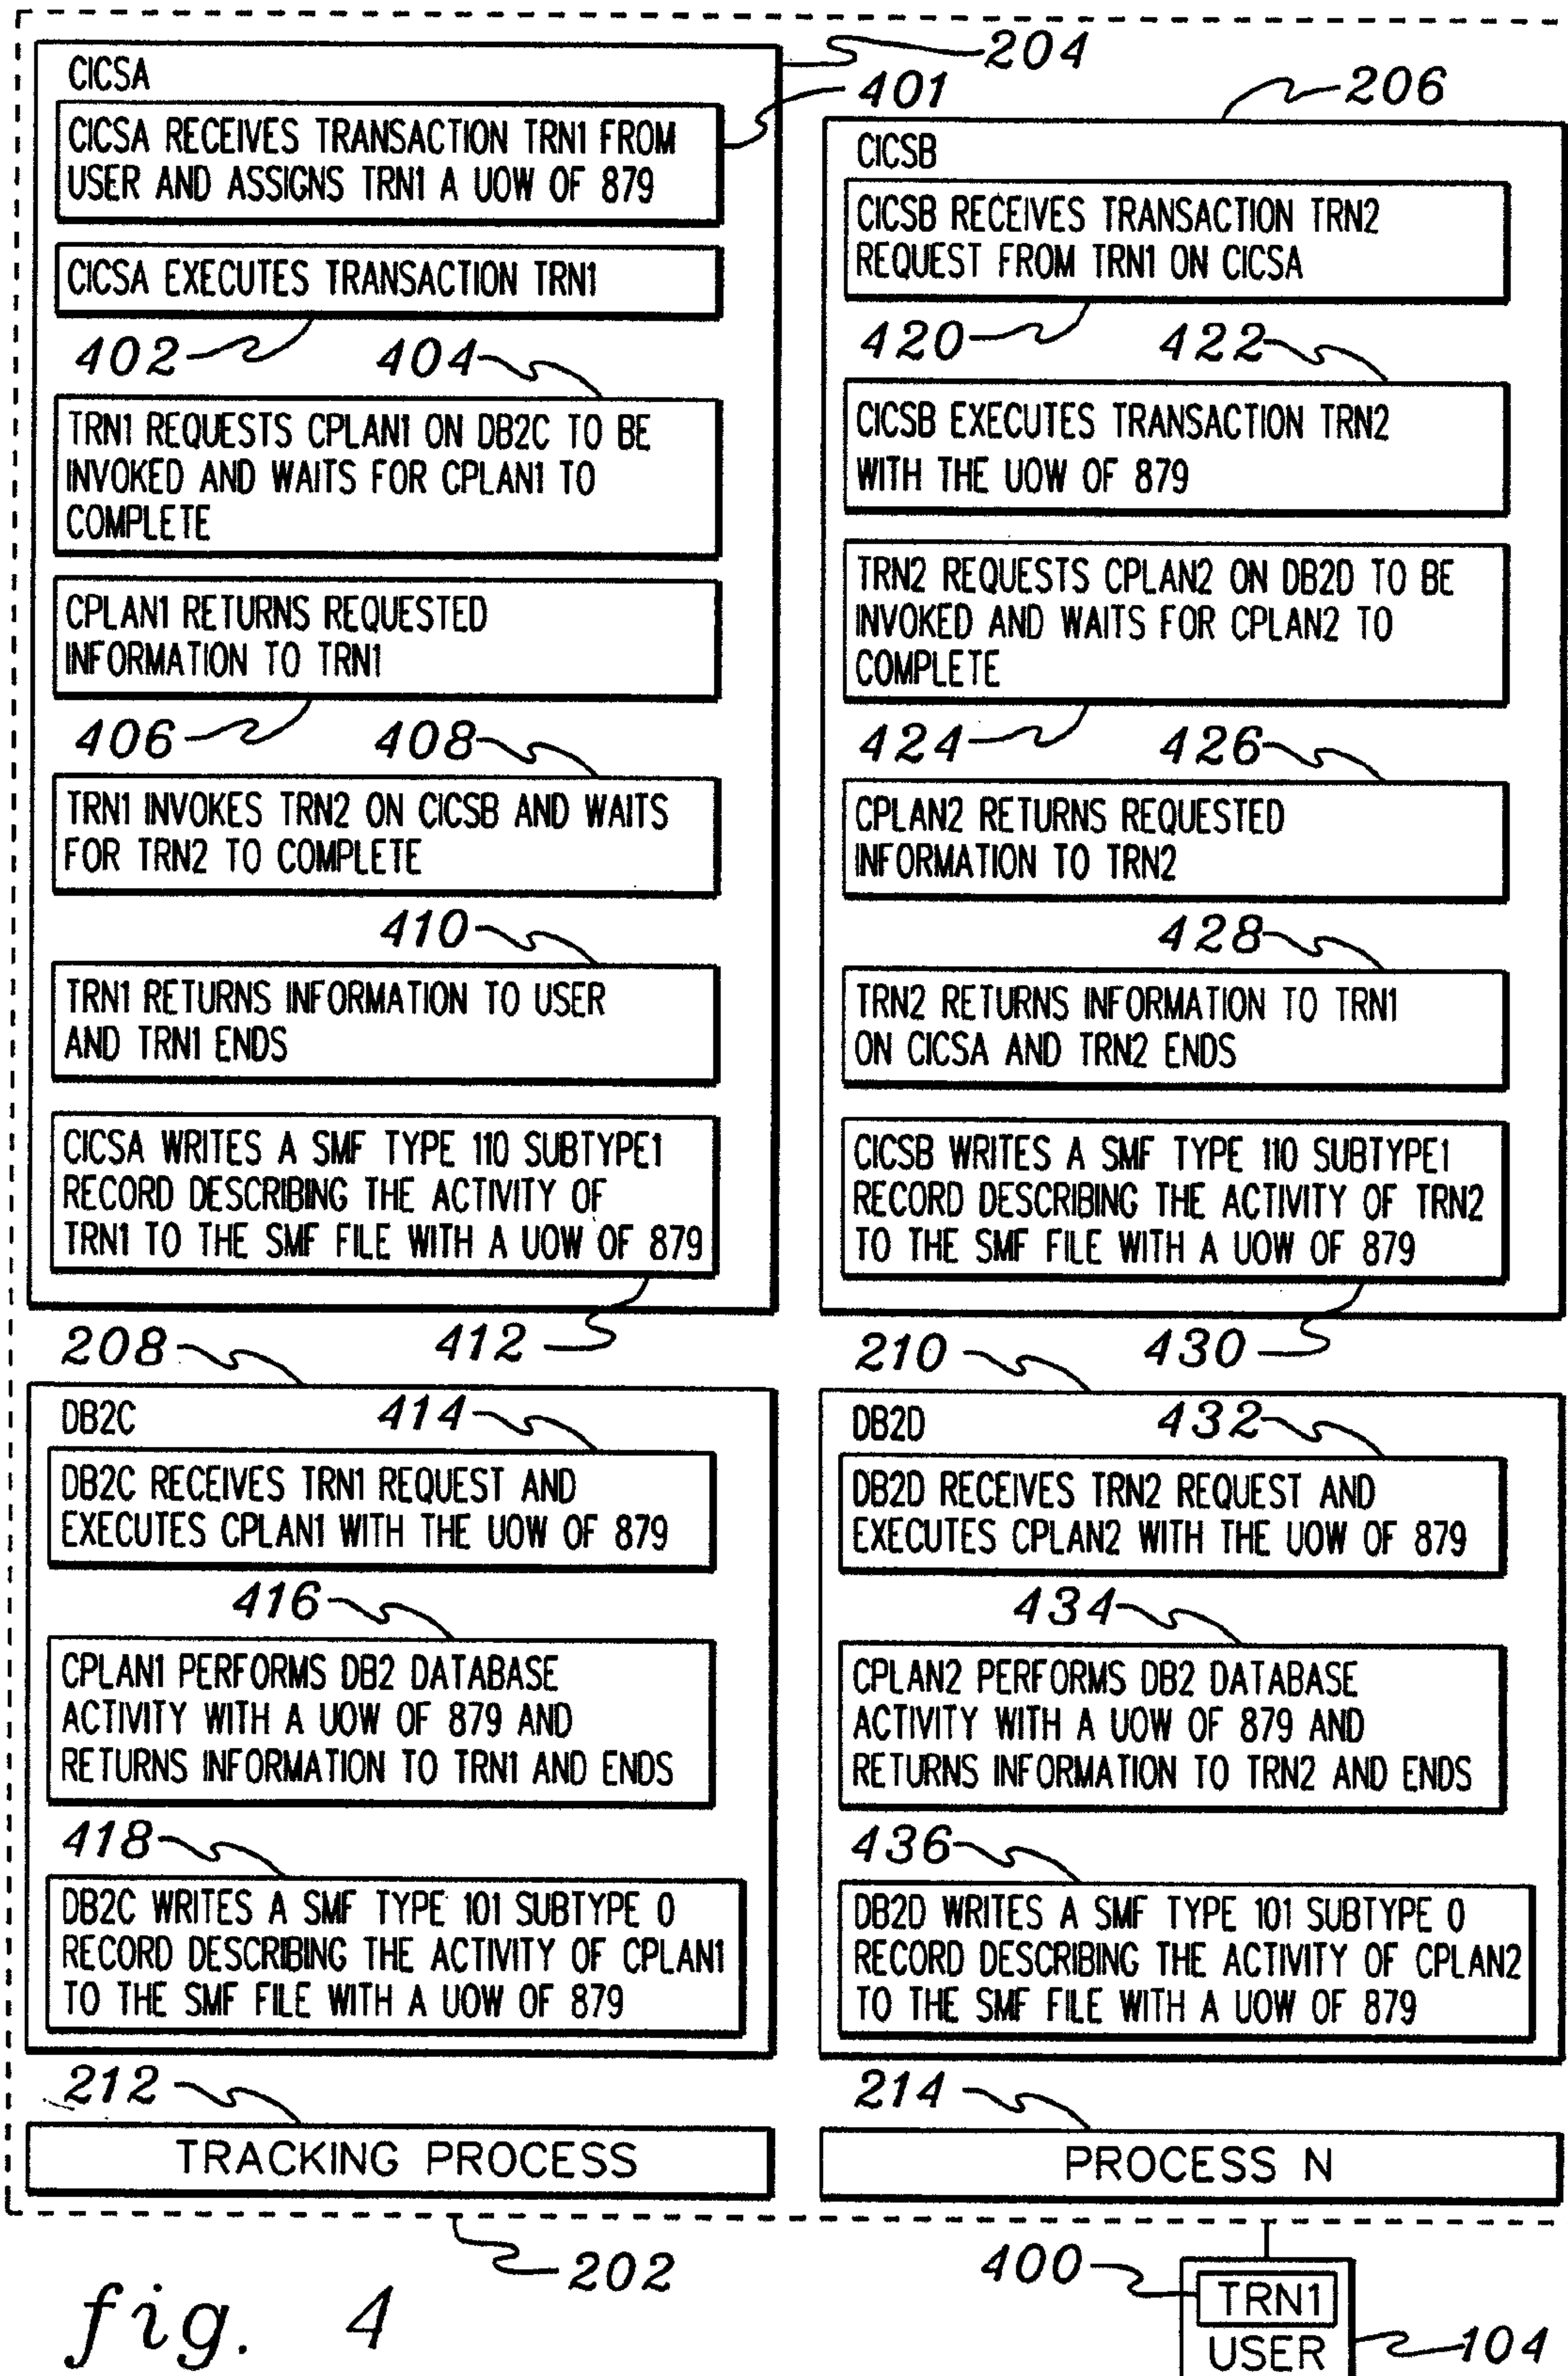 204
CICSA
401
CICSA RECEIVES TRANSACTION TRN1 FROM
USER AND ASSIGNS TRN1 A UOW OF 879
CICSA EXECUTES TRANSACTION TRN1
402
404
TRN1 REQUESTS CPLAN1 ON DB2C TO BE
INVOKED AND WAITS FOR CPLAN1 TO
COMPLETE
CPLAN1 RETURNS REQUESTED
INFORMATION TO TRN1
406
408
TRN1 INVOKES TRN2 ON CICSB AND WAITS
FOR TRN2 TO COMPLETE
410
TRN1 RETURNS INFORMATION TO USER
AND TRN1 ENDS
CICSA WRITES A SMF TYPE 110 SUBTYPE1
RECORD DESCRIBING THE ACTIVITY OF
TRN1 TO THE SMF FILE WITH A UOW OF 879
412
206
CICSB
CICSB RECEIVES TRANSACTION TRN2
REQUEST FROM TRN1 ON CICSA
420
422
CICSB EXECUTES TRANSACTION TRN2
WITH THE UOW OF 879
TRN2 REQUESTS CPLAN2 ON DB2D TO BE
INVOKED AND WAITS FOR CPLAN2 TO
COMPLETE
424
426
CPLAN2 RETURNS REQUESTED
INFORMATION TO TRN2
428
TRN2 RETURNS INFORMATION TO TRN1
ON CICSA AND TRN2 ENDS
CICSB WRITES A SMF TYPE 110 SUBTYPE1
RECORD DESCRIBING THE ACTIVITY OF TRN2
TO THE SMF FILE WITH A UOW OF 879
430
208
DB2C
414
DB2C RECEIVES TRN1 REQUEST AND
EXECUTES CPLAN1 WITH THE UOW OF 879
416
CPLAN1 PERFORMS DB2 DATABASE
ACTIVITY WITH A UOW OF 879 AND
RETURNS INFORMATION TO TRN1 AND ENDS
418
DB2C WRITES A SMF TYPE 101 SUBTYPE 0
RECORD DESCRIBING THE ACTIVITY OF CPLAN1
TO THE SMF FILE WITH A UOW OF 879
210
DB2D
432
DB2D RECEIVES TRN2 REQUEST AND
EXECUTES CPLAN2 WITH THE UOW OF 879
434
CPLAN2 PERFORMS DB2 DATABASE
ACTIVITY WITH A UOW OF 879 AND
RETURNS INFORMATION TO TRN2 AND ENDS
436
DB2D WRITES A SMF TYPE 101 SUBTYPE 0
RECORD DESCRIBING THE ACTIVITY OF CPLAN2
TO THE SMF FILE WITH A UOW OF 879
212
TRACKING PROCESS
214
PROCESS N
202
400
TRN1
USER
104
fig. 4